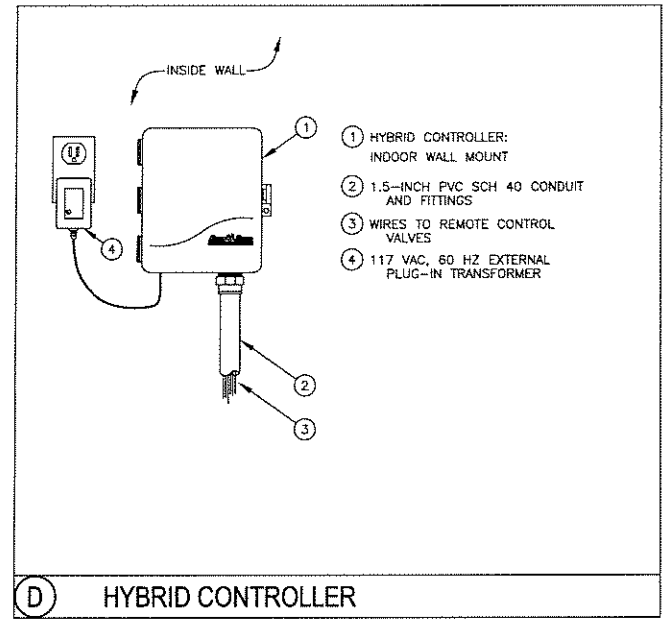 INSIDE WALL
1
1 HYBRID CONTROLLER:
INDOOR WALL MOUNT
2 1.5-INCH PVC SCH 40 CONDUIT
AND FITTINGS
3 WIRES TO REMOTE CONTROL
VALVES
4 117 VAC, 60 HZ EXTERNAL
PLUG-IN TRANSFORMER
4
2
3
D HYBRID CONTROLLER